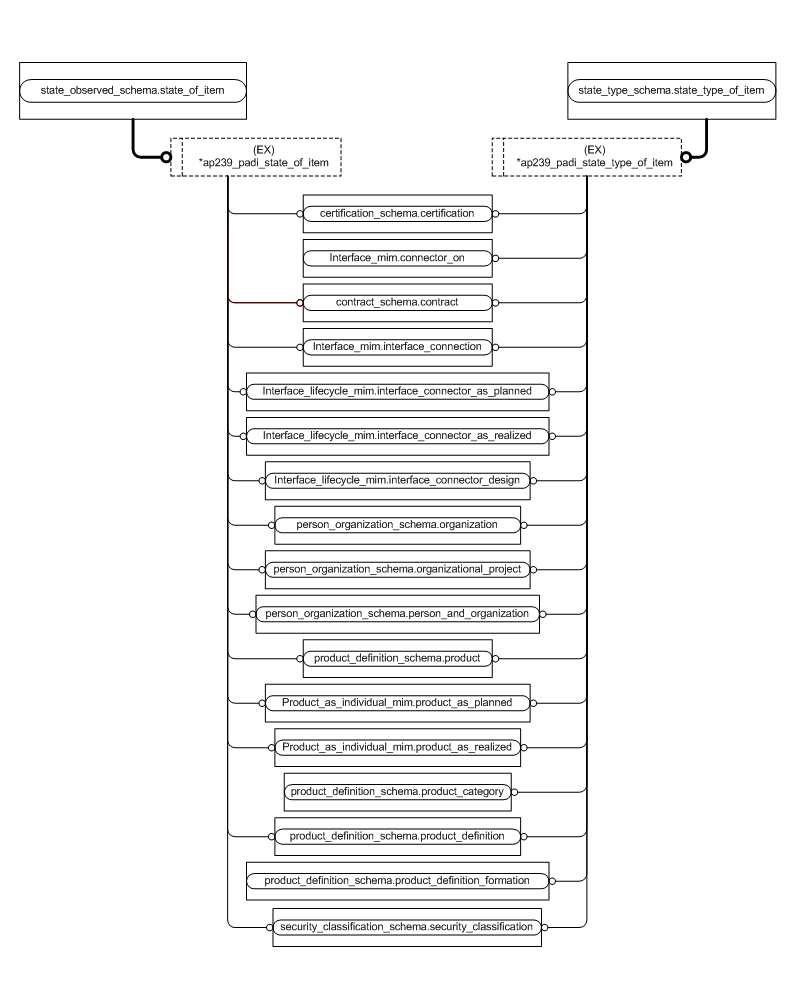 state_observed_schema.state_of_item
state_type_schema.state_type_of_item
(EX)
*ap239_padi_state_of_item
(EX)
*ap239_padi_state_type_of_item
certification_schema.certification
Interface_mim.connector_on
contract_schema.contract
Interface_mim.interface_connection
Interface_lifecycle_mim.interface_connector_as_planned
Interface_lifecycle_mim.interface_connector_as_realized
Interface_lifecycle_mim.interface_connector_design
person_organization_schema.organization
person_organization_schema.organizational_project
person_organization_schema.person_and_organization
product_definition_schema.product
Product_as_individual_mim.product_as_planned
Product_as_individual_mim.product_as_realized
product_definition_schema.product_category
product_definition_schema.product_definition
product_definition_schema.product_definition_formation
security_classification_schema.security_classification